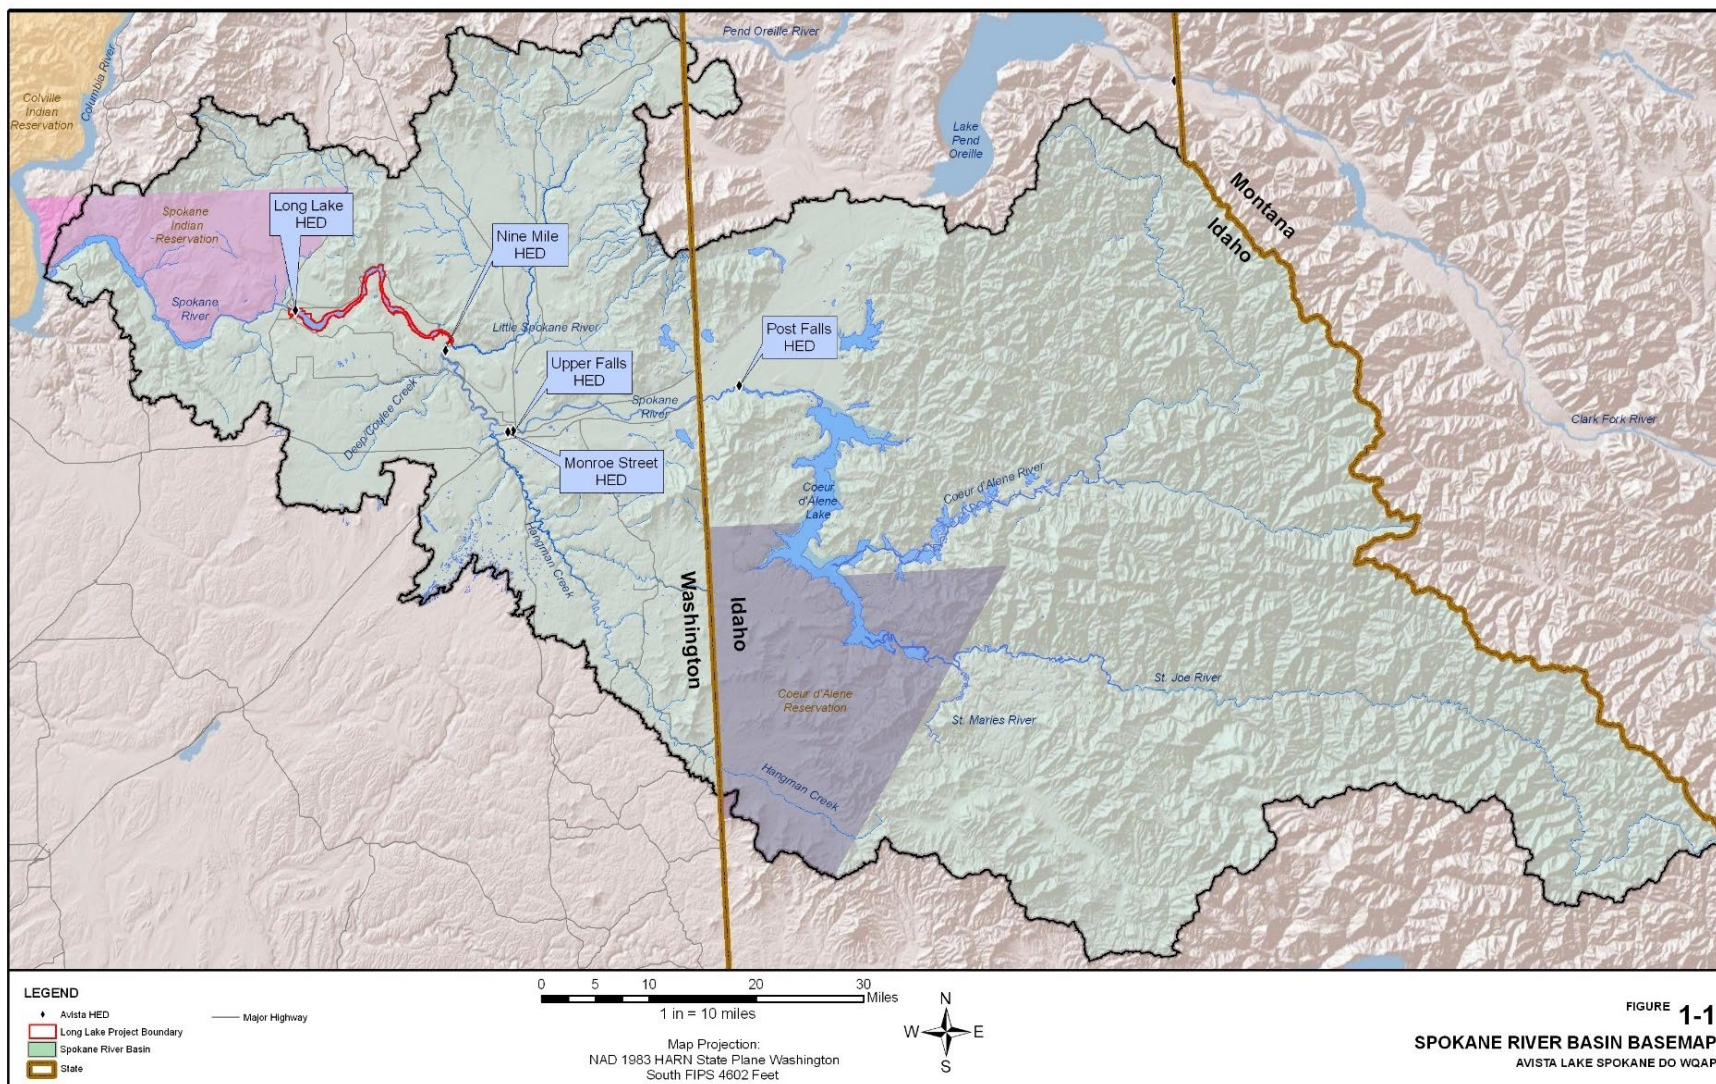 Pend Oreille River
Columbia River
Colville
Indian
Reservation
Lake
Pend
Oreille
Montana
Idaho
Spokane
Indian
Reservation
Long Lake
HED
Nine Mile
HED
Spokane
River
Little Spokane River
Post Falls
HED
Upper Falls
HED
Spokane
River
Deep Coulee Creek
Clark Fork River
Monroe Street
HED
Coeur
d'Alene
Lake
Coeur d'Alene River
Hangman Creek
Washington
Idaho
Coeur d'Alene
Reservation
St. Joe River
St. Maries River
Hangman Creek
LEGEND
Avista HED
Major Highway
Long Lake Project Boundary
Spokane River Basin
State
0 5 10 20 30
Miles
1 in = 10 miles
Map Projection:
NAD 1983 HARN State Plane Washington
South FIPS 4602 Feet
N
W E
S
FIGURE 1-1
SPOKANE RIVER BASIN BASEMAP
AVISTA LAKE SPOKANE DO WQAP